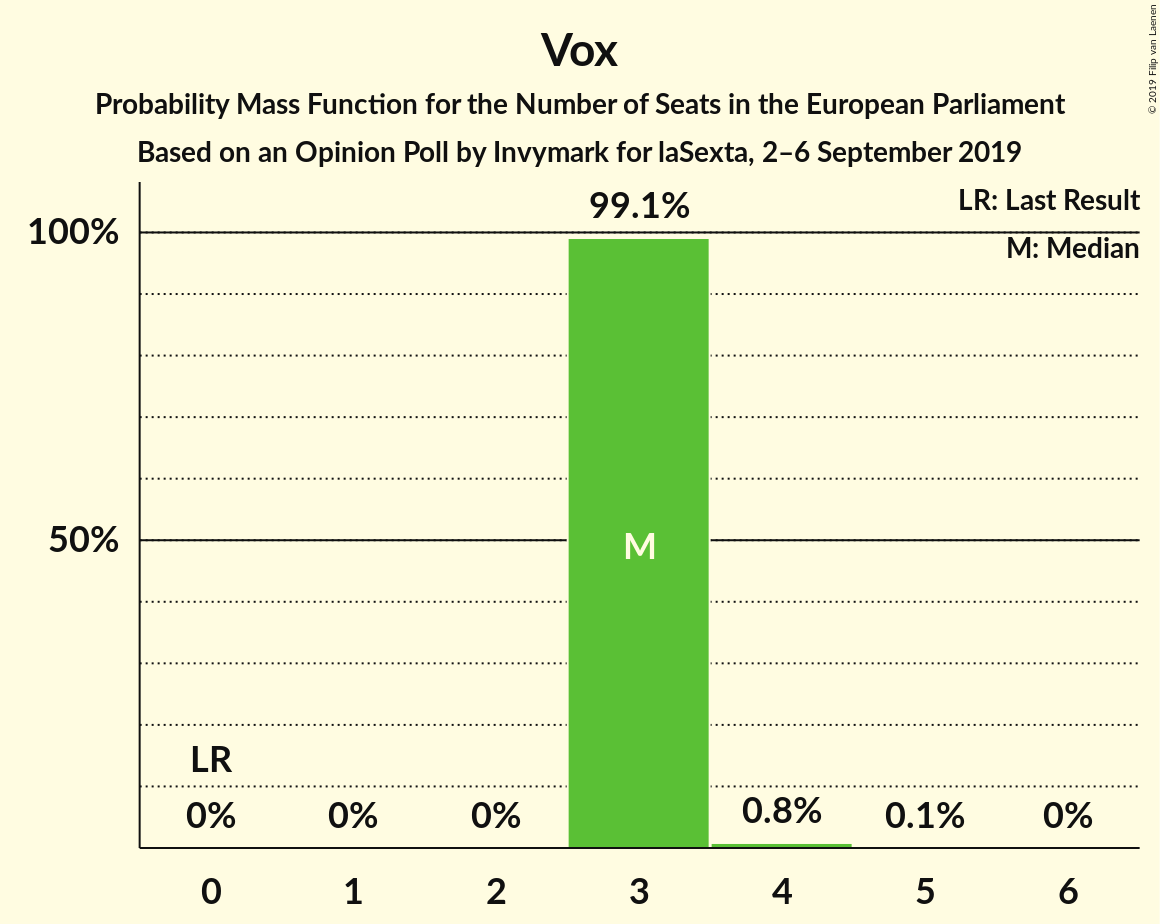 Vox
Probability Mass Function for the Number of Seats in the European Parliament
Based on an Opinion Poll by Invymark for laSexta, 2–6 September 2019
© 2019 Filip van Laenen
LR: Last Result
M: Median
99.1%
100%
50%
M
LR
0% 0% 0% 0.8% 0.1% 0%
0 1 2 3 4 5 6